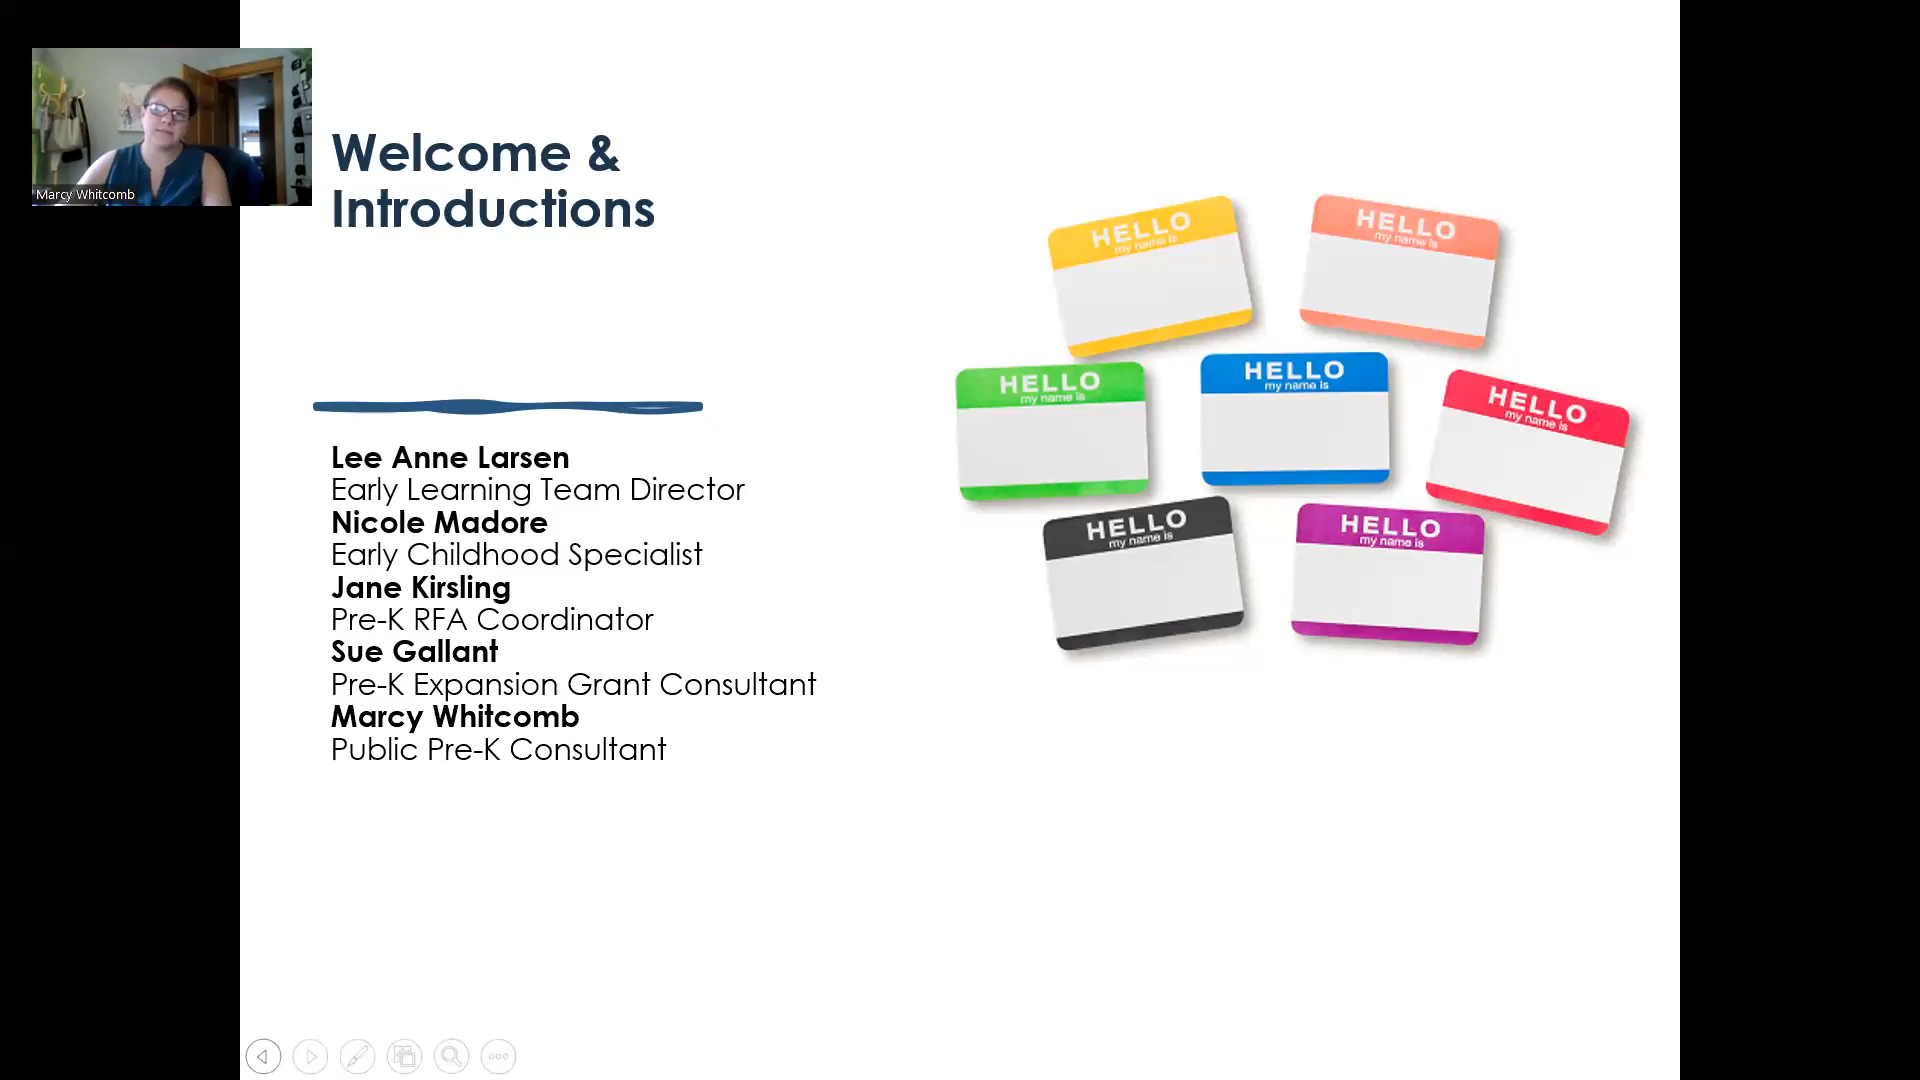 Marcy Whitcomb
Welcome &
Introductions
Lee Anne Larsen
Early Learning Team Director
Nicole Madore
Early Childhood Specialist
Jane Kirsling
Pre-K RFA Coordinator
Sue Gallant
Pre-K Expansion Grant Consultant
Marcy Whitcomb
Public Pre-K Consultant
HELLO
my name is
HELLO
my name is
HELLO
my name is
HELLO
my name is
HELLO
my name is
HELLO
my name is
HELLO
my name is